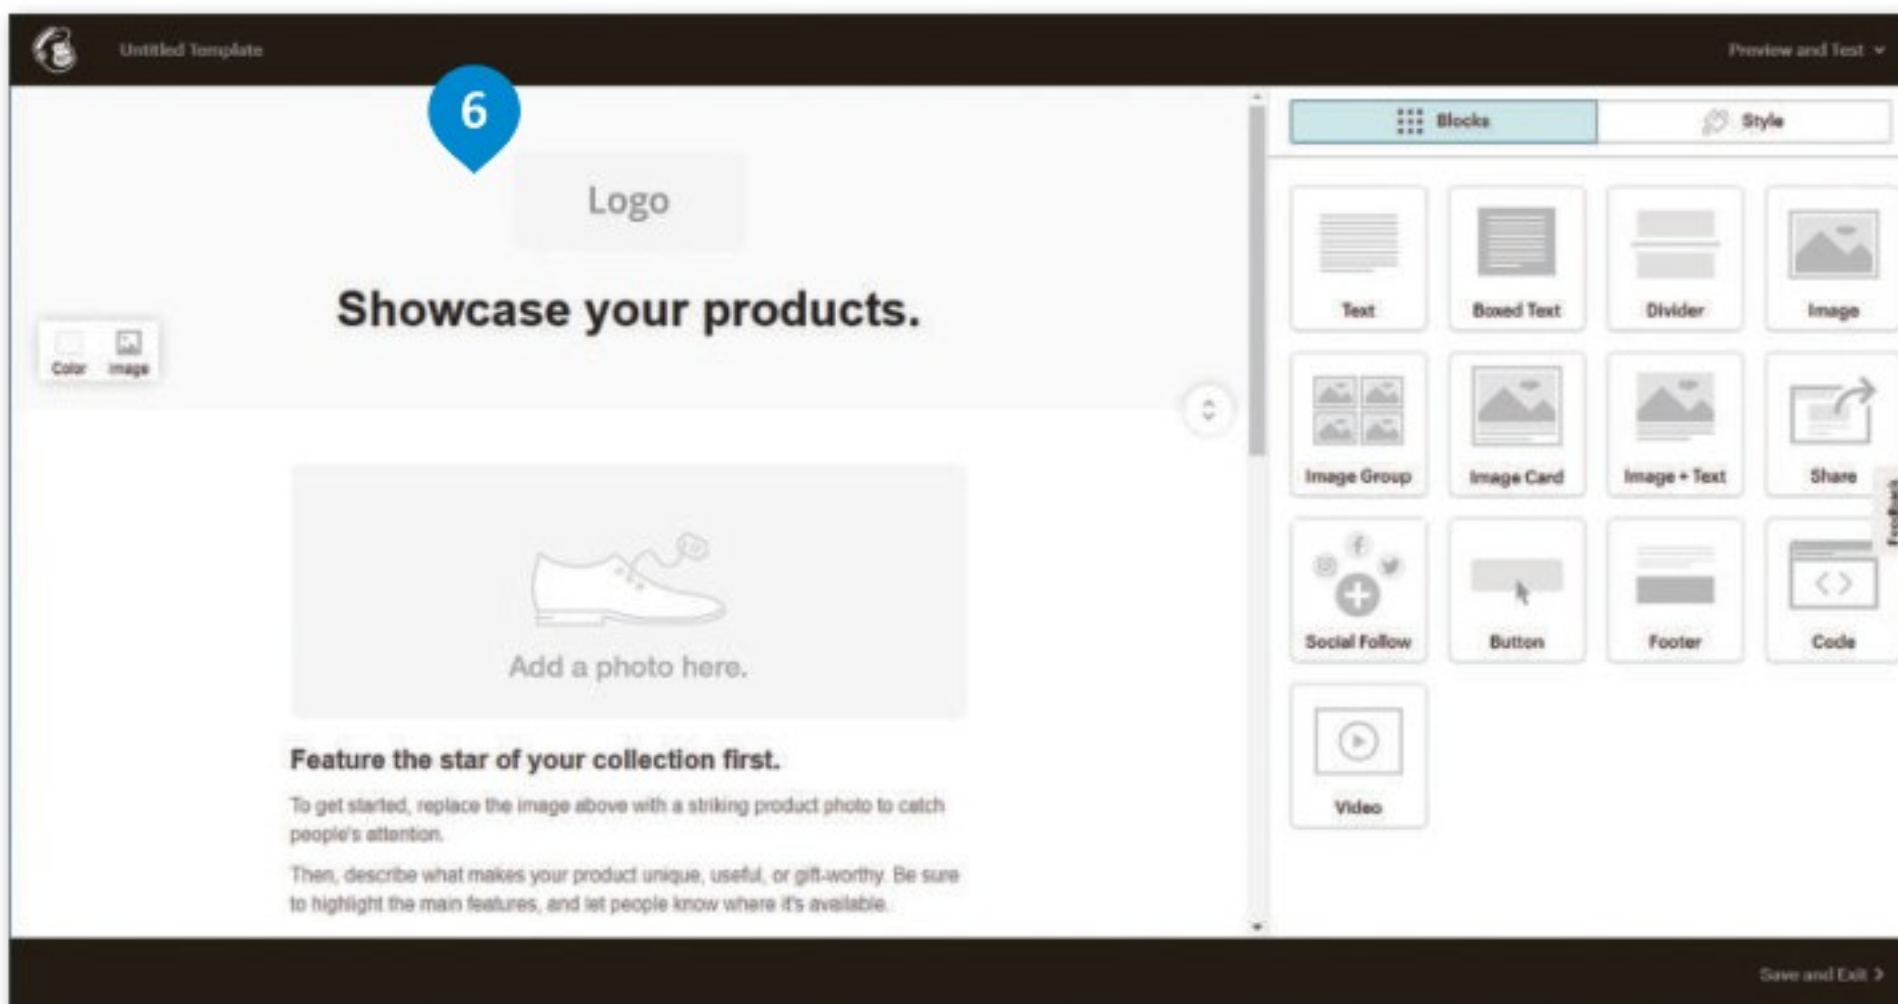 Untitled Template
Preview and Test
6
Blocks
Style
Logo
Showcase your products.
Color
Image
Text
Boxed Text
Divider
Image
Image Group
Image Card
Image + Text
Share
Feedback
Social Follow
Button
Footer
Code
Video
Add a photo here.
Feature the star of your collection first.
To get started, replace the image above with a striking product photo to catch
people's attention.
Then, describe what makes your product unique, useful, or gift-worthy. Be sure
to highlight the main features, and let people know where it's available.
Save and Exit